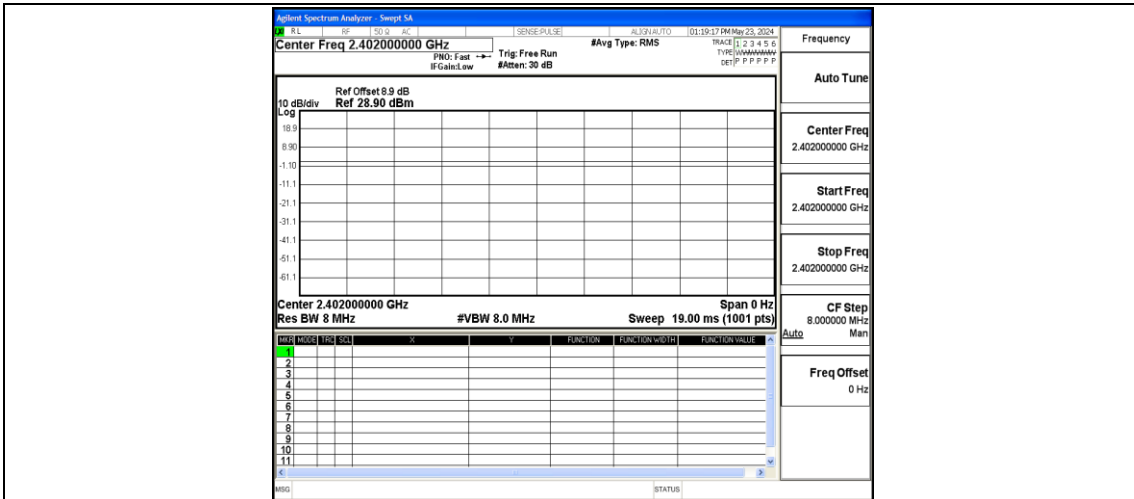 Agilent Spectrum Analyzer - Swept SA
RL RF 50 Ω AC SENSE:PULSE ALIGNAUTO 01:19:17 PM May 23, 2024
Center Freq 2.402000000 GHz
#Avg Type: RMS
TRACE 1 2 3 4 5 6
PNO: Fast
Trig: Free Run
TYPE
IFGain:Low
#Atten: 30 dB
DET P P P P P P
Ref Offset 8.9 dB
10 dB/div Ref 28.90 dBm
Log
18.9
8.90
-1.10
-11.1
-21.1
-31.1
-41.1
-51.1
-61.1
Center 2.402000000 GHz Span 0 Hz
Res BW 8 MHz #VBW 8.0 MHz Sweep 19.00 ms (1001 pts)
MKR MODE TRC SCL X Y FUNCTION FUNCTION WIDTH FUNCTION VALUE
1
2
3
4
5
6
7
8
9
10
11
MSG STATUS
Frequency
Auto Tune
Center Freq
2.402000000 GHz
Start Freq
2.402000000 GHz
Stop Freq
2.402000000 GHz
CF Step
8.000000 MHz
Auto Man
Freq Offset
0 Hz